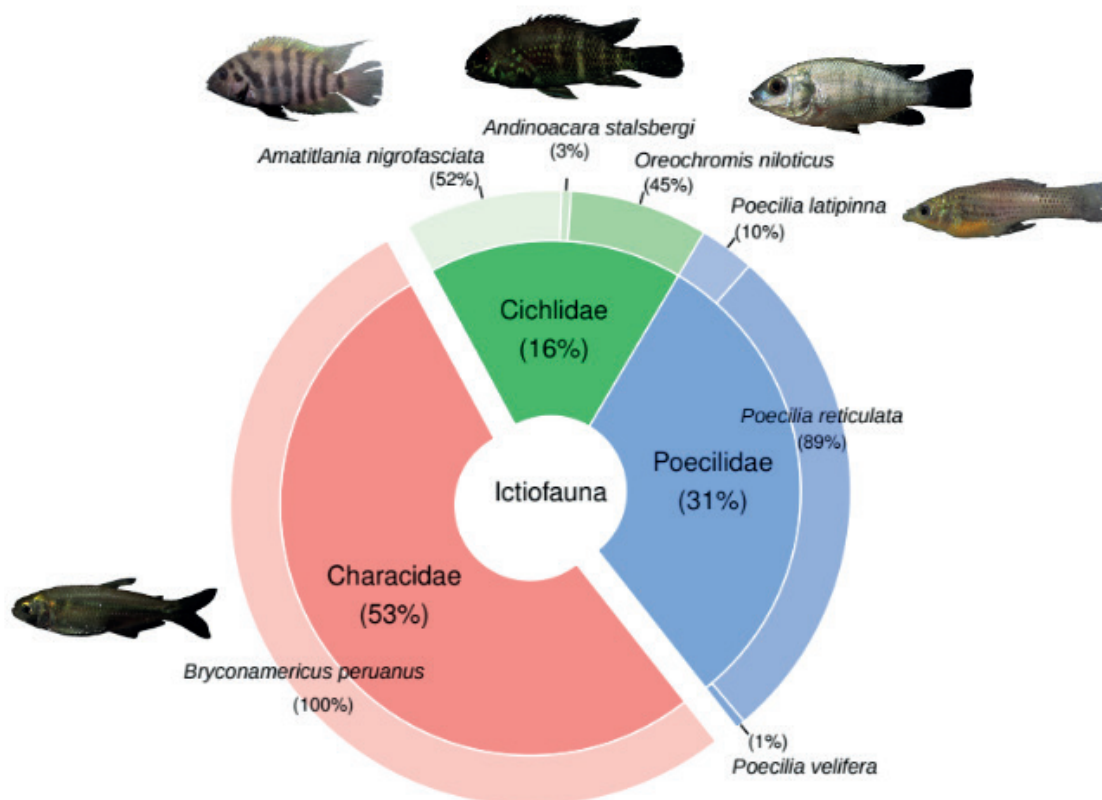 Andinoacara stalsbergi
(3%)
Amatitlania nigrofasciata
(52%)
Oreochromis niloticus
(45%)
Poecilia latipinna
(10%)
Cichlidae
(16%)
Poecilia reticulata
(89%)
Poecilidae
(31%)
Ictiofauna
Characidae
(53%)
Bryconamericus peruanus
(100%)
(1%)
Poecilia velifera